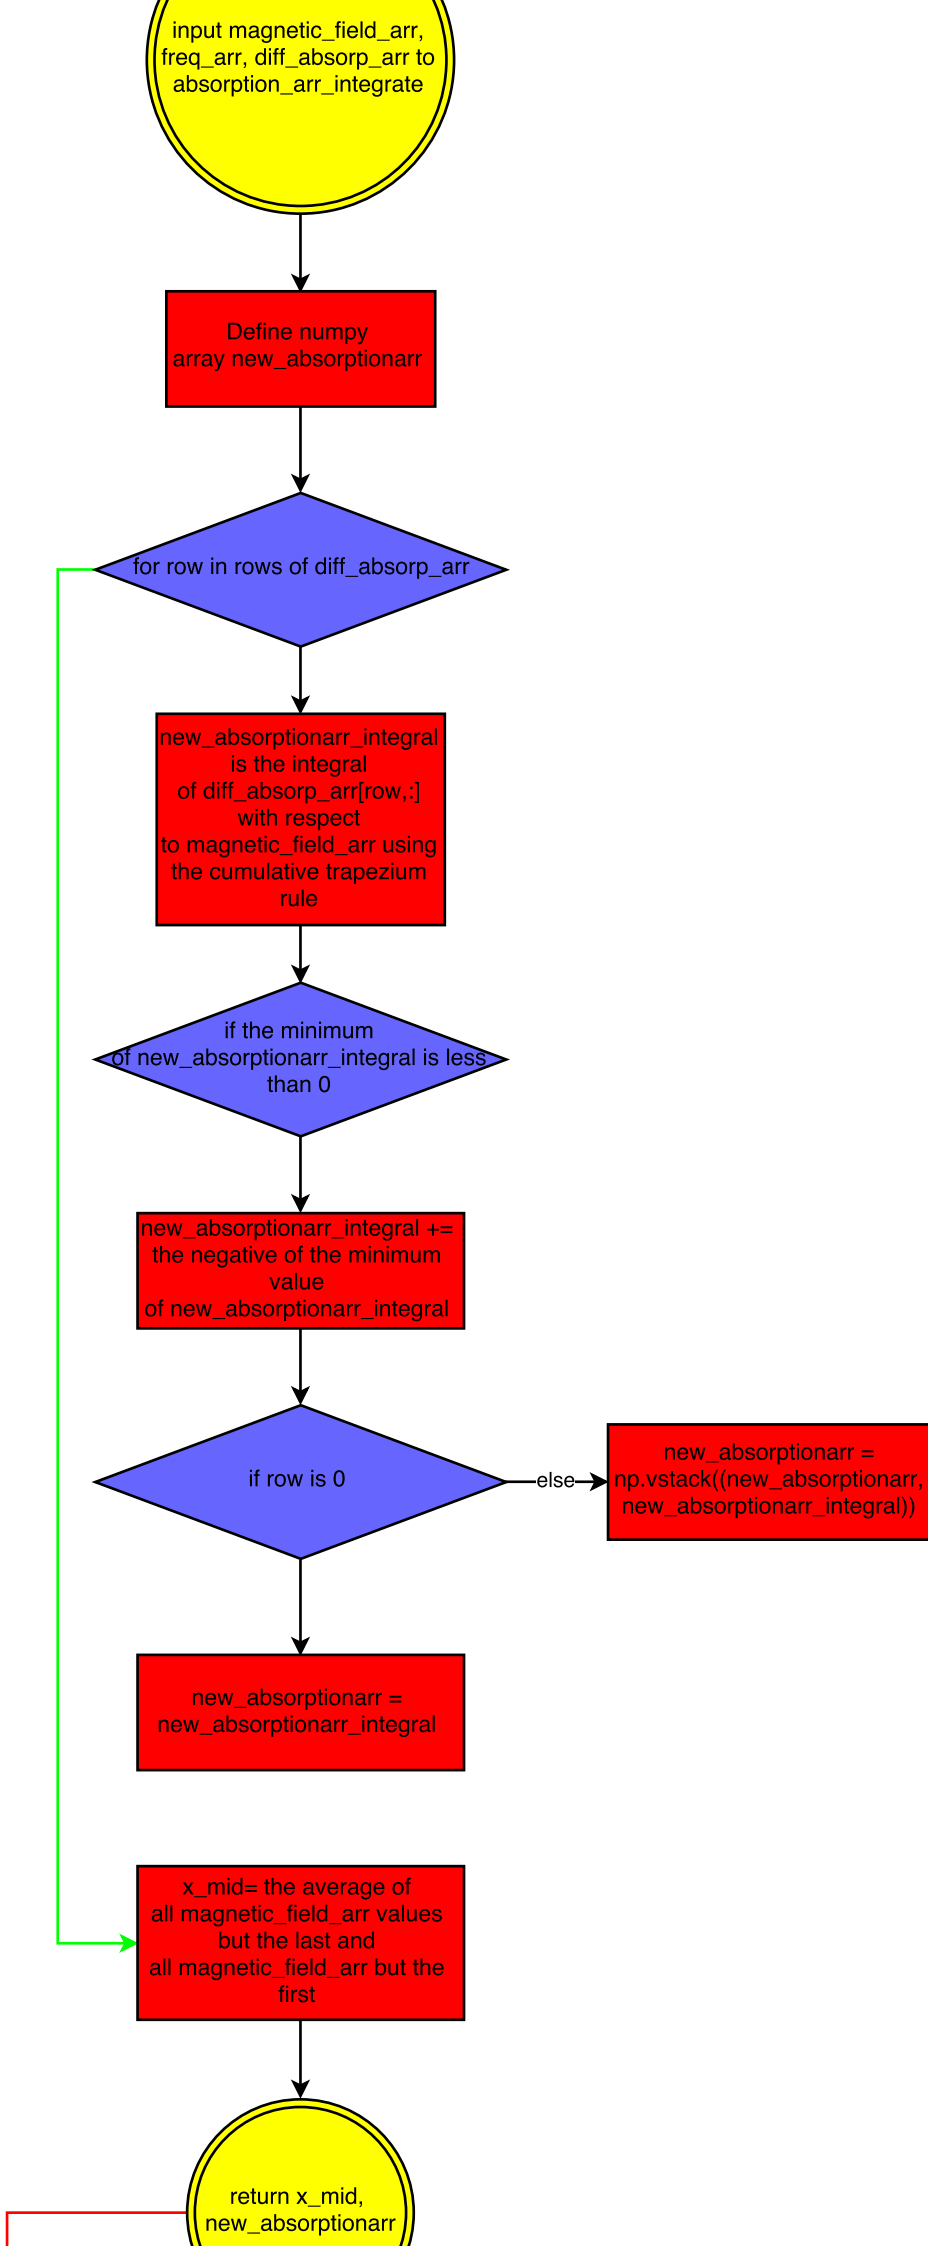 input magnetic_field_arr,
freq_arr, diff_absorp_arr to
absorption_arr_integrate
Define numpy
array new_absorptionarr
for row in rows of diff_absorp_arr
new_absorptionarr_integral
is the integral
of diff_absorp_arr[row,:]
with respect
to magnetic_field_arr using
the cumulative trapezium
rule
if the minimum
of new_absorptionarr_integral is less
than 0
new_absorptionarr_integral +=
the negative of the minimum
value
of new_absorptionarr_integral
if row is 0
else
new_absorptionarr =
np.vstack((new_absorptionarr,
new_absorptionarr_integral))
new_absorptionarr =
new_absorptionarr_integral
x_mid= the average of
all magnetic_field_arr values
but the last and
all magnetic_field_arr but the
first
return x_mid,
new_absorptionarr